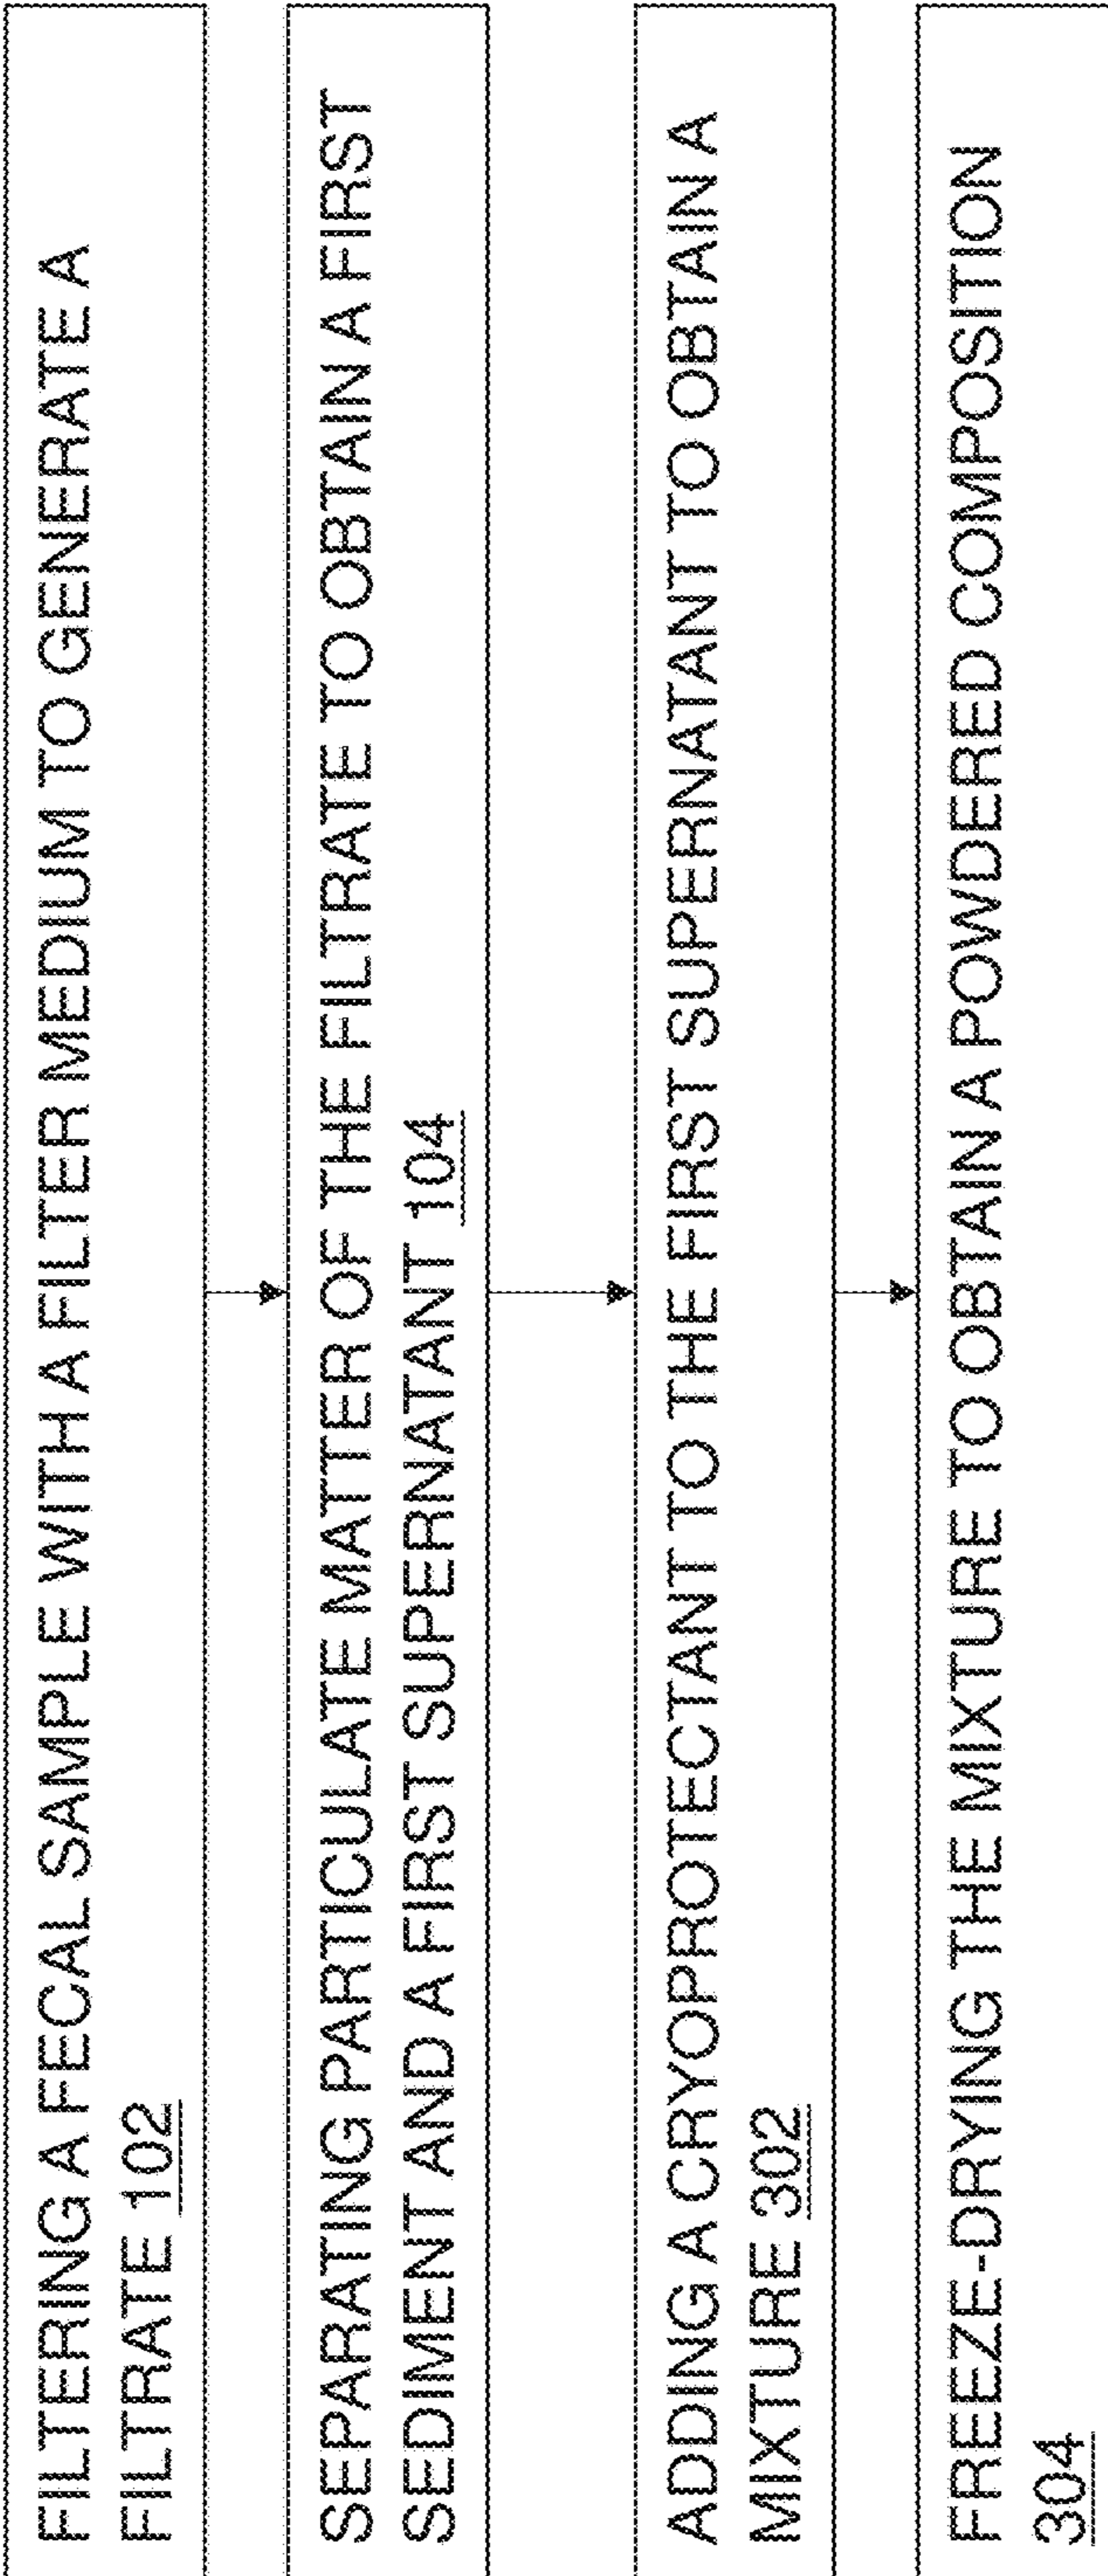 FILTERING A FECAL SAMPLE WITH A FILTER MEDIUM TO GENERATE A
FILTRATE 102
SEPARATING PARTICULATE MATTER OF THE FILTRATE TO OBTAIN A FIRST
SEDIMENT AND A FIRST SUPERNATANT 104
ADDING A CRYOPROTECTANT TO THE FIRST SUPERNATANT TO OBTAIN A
MIXTURE 302
FREEZE-DRYING THE MIXTURE TO OBTAIN A POWDERED COMPOSITION
304